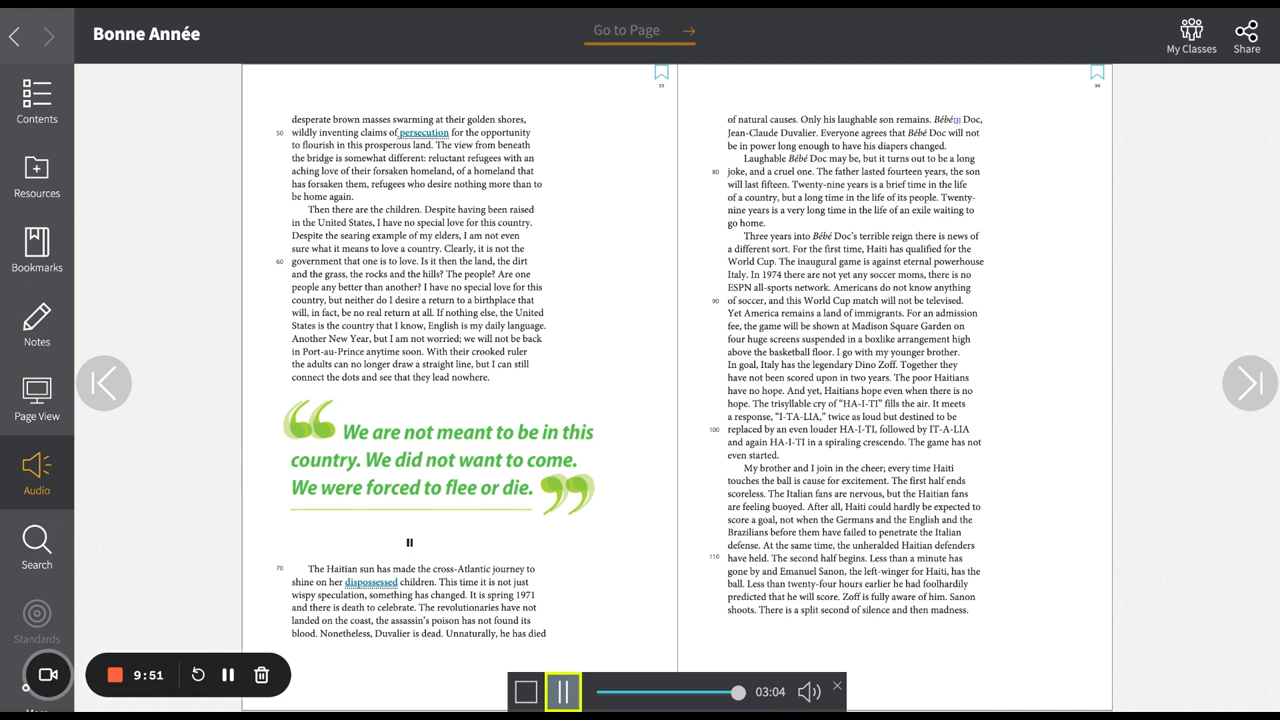 Bonne Année
Go to Page
My Classes
Share
Contents
Resources
Bookmarks
Notes
Page View
Audio
Search
Standards
33
desperate brown masses swarming at their golden shores,
50 wildly inventing claims of persecution for the opportunity
to flourish in this prosperous land. The view from beneath
the bridge is somewhat different: reluctant refugees with an
aching love of their forsaken homeland, of a homeland that
has forsaken them, refugees who desire nothing more than to
be home again.
Then there are the children. Despite having been raised
in the United States, I have no special love for this country.
Despite the searing example of my elders, I am not even
sure what it means to love a country. Clearly, it is not the
60 government that one is to love. Is it then the land, the dirt
and the grass, the rocks and the hills? The people? Are one
people any better than another? I have no special love for this
country, but neither do I desire a return to a birthplace that
will, in fact, be no real return at all. If nothing else, the United
States is the country that I know, English is my daily language.
Another New Year, but I am not worried; we will not be back
in Port-au-Prince anytime soon. With their crooked ruler
the adults can no longer draw a straight line, but I can still
connect the dots and see that they lead nowhere.
“ We are not meant to be in this
country. We did not want to come.
We were forced to flee or die. ”
II
70 The Haitian sun has made the cross-Atlantic journey to
shine on her dispossessed children. This time it is not just
wispy speculation, something has changed. It is spring 1971
and there is death to celebrate. The revolutionaries have not
landed on the coast, the assassin’s poison has not found its
blood. Nonetheless, Duvalier is dead. Unnaturally, he has died
34
of natural causes. Only his laughable son remains. Bébé[3] Doc,
Jean-Claude Duvalier. Everyone agrees that Bébé Doc will not
be in power long enough to have his diapers changed.
Laughable Bébé Doc may be, but it turns out to be a long
80 joke, and a cruel one. The father lasted fourteen years, the son
will last fifteen. Twenty-nine years is a brief time in the life
of a country, but a long time in the life of its people. Twenty-
nine years is a very long time in the life of an exile waiting to
go home.
Three years into Bébé Doc’s terrible reign there is news of
a different sort. For the first time, Haiti has qualified for the
World Cup. The inaugural game is against eternal powerhouse
Italy. In 1974 there are not yet any soccer moms, there is no
ESPN all-sports network. Americans do not know anything
90 of soccer, and this World Cup match will not be televised.
Yet America remains a land of immigrants. For an admission
fee, the game will be shown at Madison Square Garden on
four huge screens suspended in a boxlike arrangement high
above the basketball floor. I go with my younger brother.
In goal, Italy has the legendary Dino Zoff. Together they
have not been scored upon in two years. The poor Haitians
have no hope. And yet, Haitians hope even when there is no
hope. The trisyllable cry of “HA-I-TI” fills the air. It meets
a response, “I-TA-LIA,” twice as loud but destined to be
100 replaced by an even louder HA-I-TI, followed by IT-A-LIA
and again HA-I-TI in a spiraling crescendo. The game has not
even started.
My brother and I join in the cheer; every time Haiti
touches the ball is cause for excitement. The first half ends
scoreless. The Italian fans are nervous, but the Haitian fans
are feeling buoyed. After all, Haiti could hardly be expected to
score a goal, not when the Germans and the English and the
Brazilians before them have failed to penetrate the Italian
defense. At the same time, the unheralded Haitian defenders
110 have held. The second half begins. Less than a minute has
gone by and Emanuel Sanon, the left-winger for Haiti, has the
ball. Less than twenty-four hours earlier he had foolhardily
predicted that he will score. Zoff is fully aware of him. Sanon
shoots. There is a split second of silence and then madness.
9:51
03:04